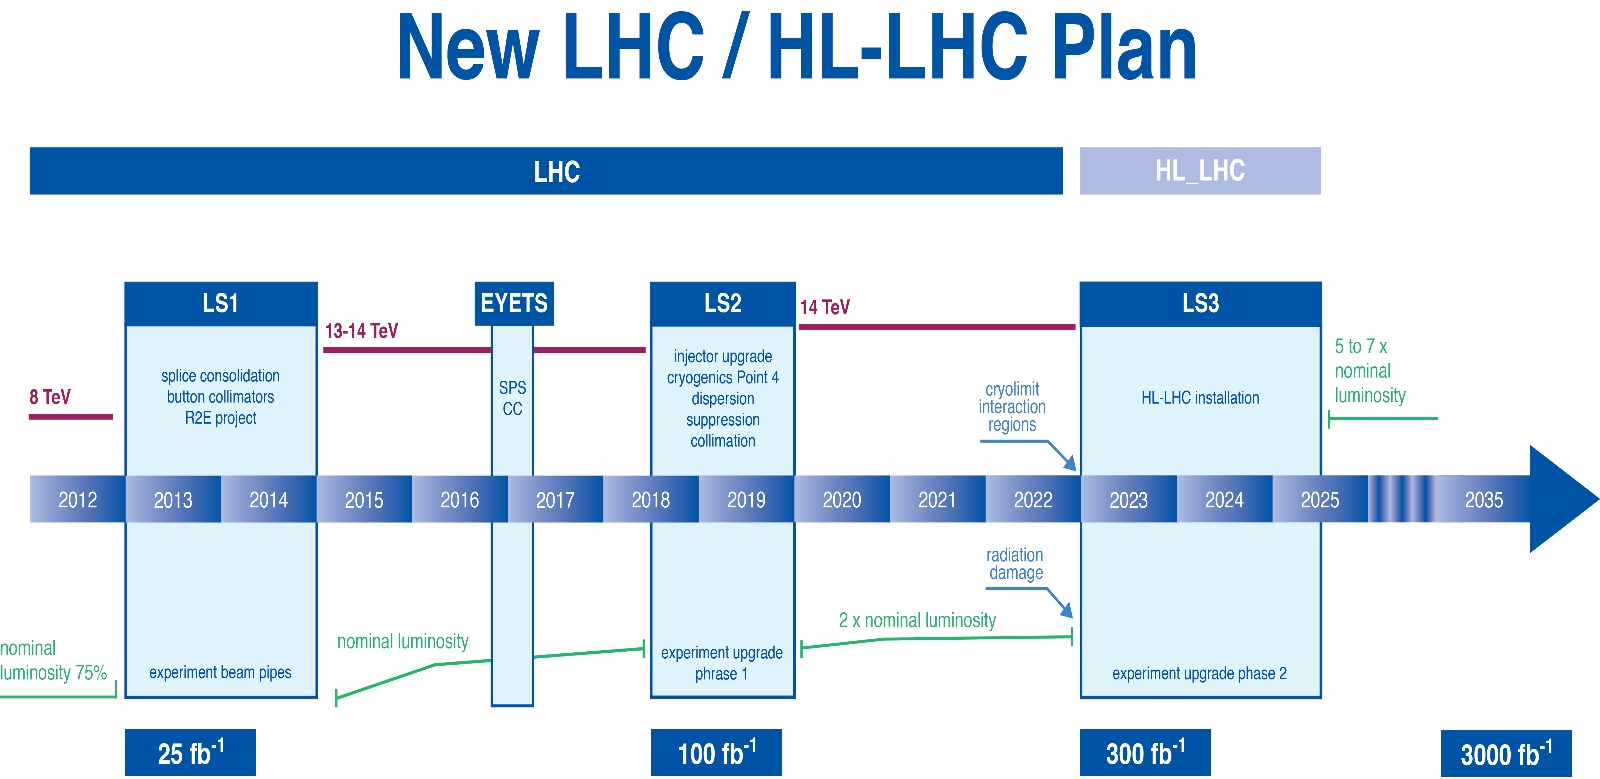 New LHC / HL-LHC Plan
LHC
HL_LHC
LS1
EYETS
LS2
LS3
8 TeV
13-14 TeV
14 TeV
splice consolidation
button collimators
R2E project
SPS
CC
injector upgrade
cryogenics Point 4
dispersion
suppression
collimation
cryolimit
interaction
regions
HL-LHC installation
5 to 7 x
nominal
luminosity
2012
2013
2014
2015
2016
2017
2018
2019
2020
2021
2022
2023
2024
2025
2035
radiation
damage
nominal
luminosity 75%
experiment beam pipes
nominal luminosity
experiment upgrade
phrase 1
2 x nominal luminosity
experiment upgrade phase 2
25 fb-1
100 fb-1
300 fb-1
3000 fb-1